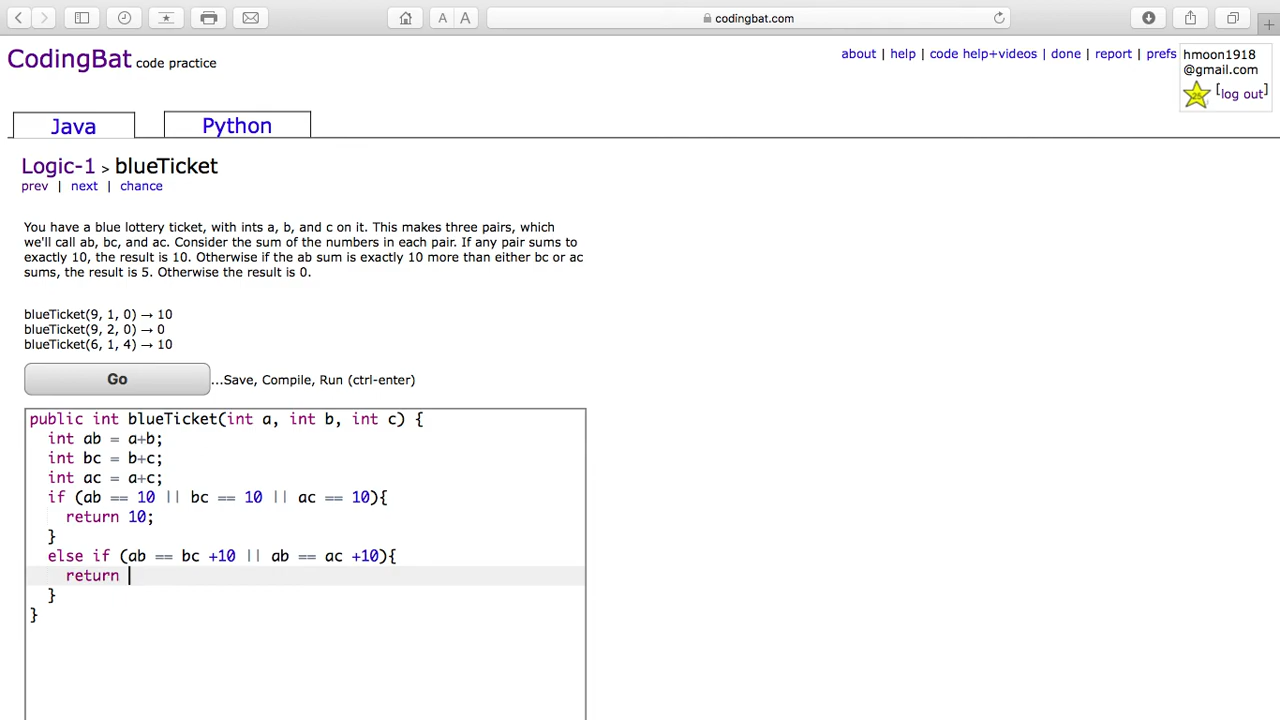 A A codingbat.com
CodingBat code practice
about | help | code help+videos | done | report | prefs
hmoon1918
@gmail.com
[log out]
Java Python
Logic-1 > blueTicket
prev | next | chance
You have a blue lottery ticket, with ints a, b, and c on it. This makes three pairs, which
we'll call ab, bc, and ac. Consider the sum of the numbers in each pair. If any pair sums to
exactly 10, the result is 10. Otherwise if the ab sum is exactly 10 more than either bc or ac
sums, the result is 5. Otherwise the result is 0.
blueTicket(9, 1, 0) → 10
blueTicket(9, 2, 0) → 0
blueTicket(6, 1, 4) → 10
Go ...Save, Compile, Run (ctrl-enter)
public int blueTicket(int a, int b, int c) {
int ab = a+b;
int bc = b+c;
int ac = a+c;
if (ab == 10 || bc == 10 || ac == 10){
return 10;
}
else if (ab == bc +10 || ab == ac +10){
return
}
}